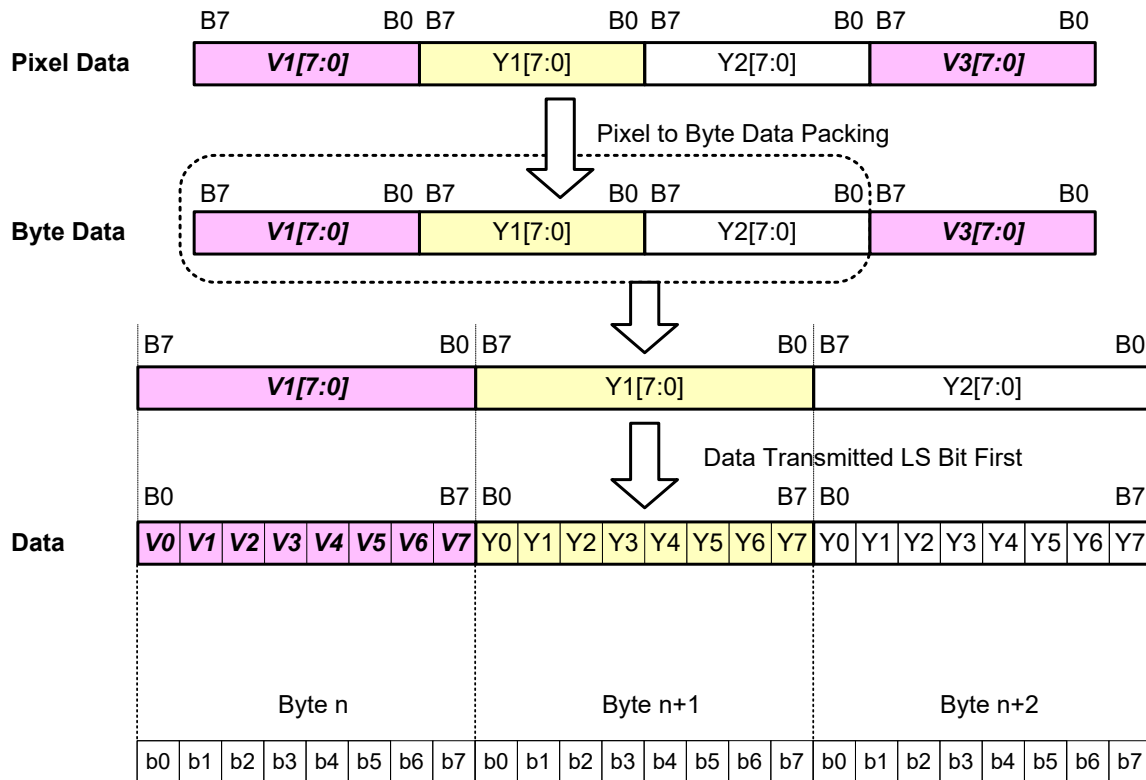 B7 B0 B7 B7 B0 B7 B0
Pixel Data V1[7:0] Y1[7:0] Y2[7:0] V3[7:0]
Pixel to Byte Data Packing
B7 B0 B7 B0 B7 B0 B7 B0
Byte Data V1[7:0] Y1[7:0] Y2[7:0] V3[7:0]
B7 B0 B7 B0 B7 B0
V1[7:0] Y1[7:0] Y2[7:0]
Data Transmitted LS Bit First
B0 B7 B0 B7 B0 B7
Data V0 V1 V2 V3 V4 V5 V6 V7 Y0 Y1 Y2 Y3 Y4 Y5 Y6 Y7 Y0 Y1 Y2 Y3 Y4 Y5 Y6 Y7
Byte n Byte n+1 Byte n+2
b0 b1 b2 b3 b4 b5 b6 b7 b0 b1 b2 b3 b4 b5 b6 b7 b0 b1 b2 b3 b4 b5 b6 b7